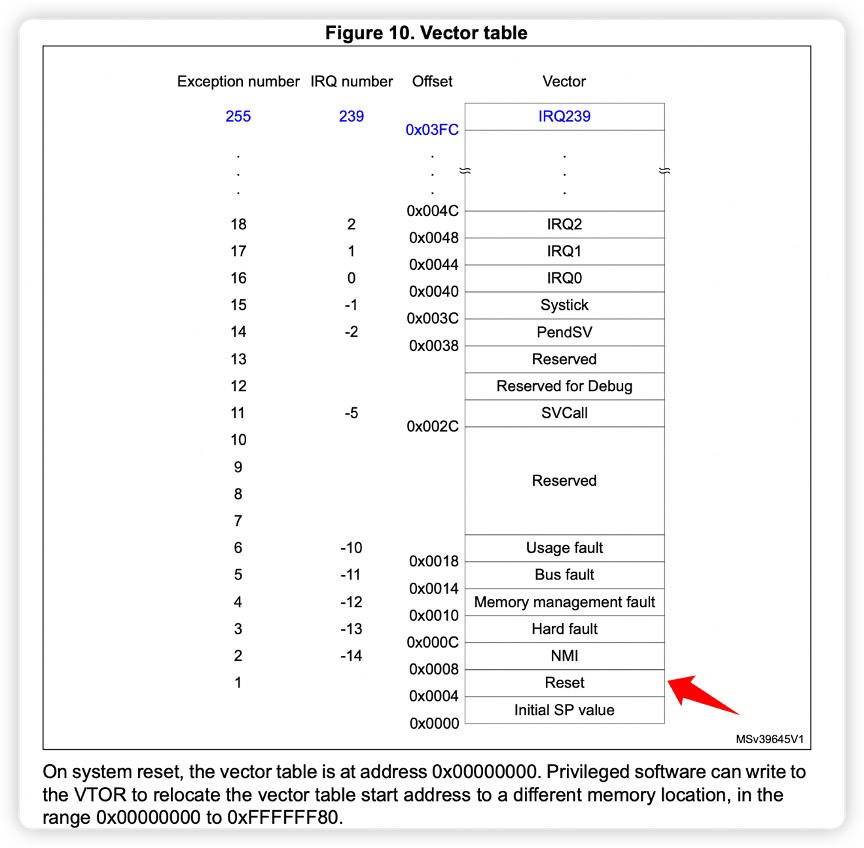 Figure 10. Vector table
Exception number IRQ number Offset Vector
255 239 IRQ239
0x03FC
. . .
. . .
. . .
0x004C
18 2 IRQ2
0x0048
17 1 IRQ1
0x0044
16 0 IRQ0
0x0040
15 -1 Systick
0x003C
14 -2 PendSV
0x0038
13 Reserved
12 Reserved for Debug
11 -5 SVCall
0x002C
10
9
8 Reserved
7
6 -10 Usage fault
0x0018
5 -11 Bus fault
0x0014
4 -12 Memory management fault
0x0010
3 -13 Hard fault
0x000C
2 -14 NMI
0x0008
1 Reset
0x0004
Initial SP value
0x0000
MSv39645V1
On system reset, the vector table is at address 0x00000000. Privileged software can write to
the VTOR to relocate the vector table start address to a different memory location, in the
range 0x00000000 to 0xFFFFFF80.